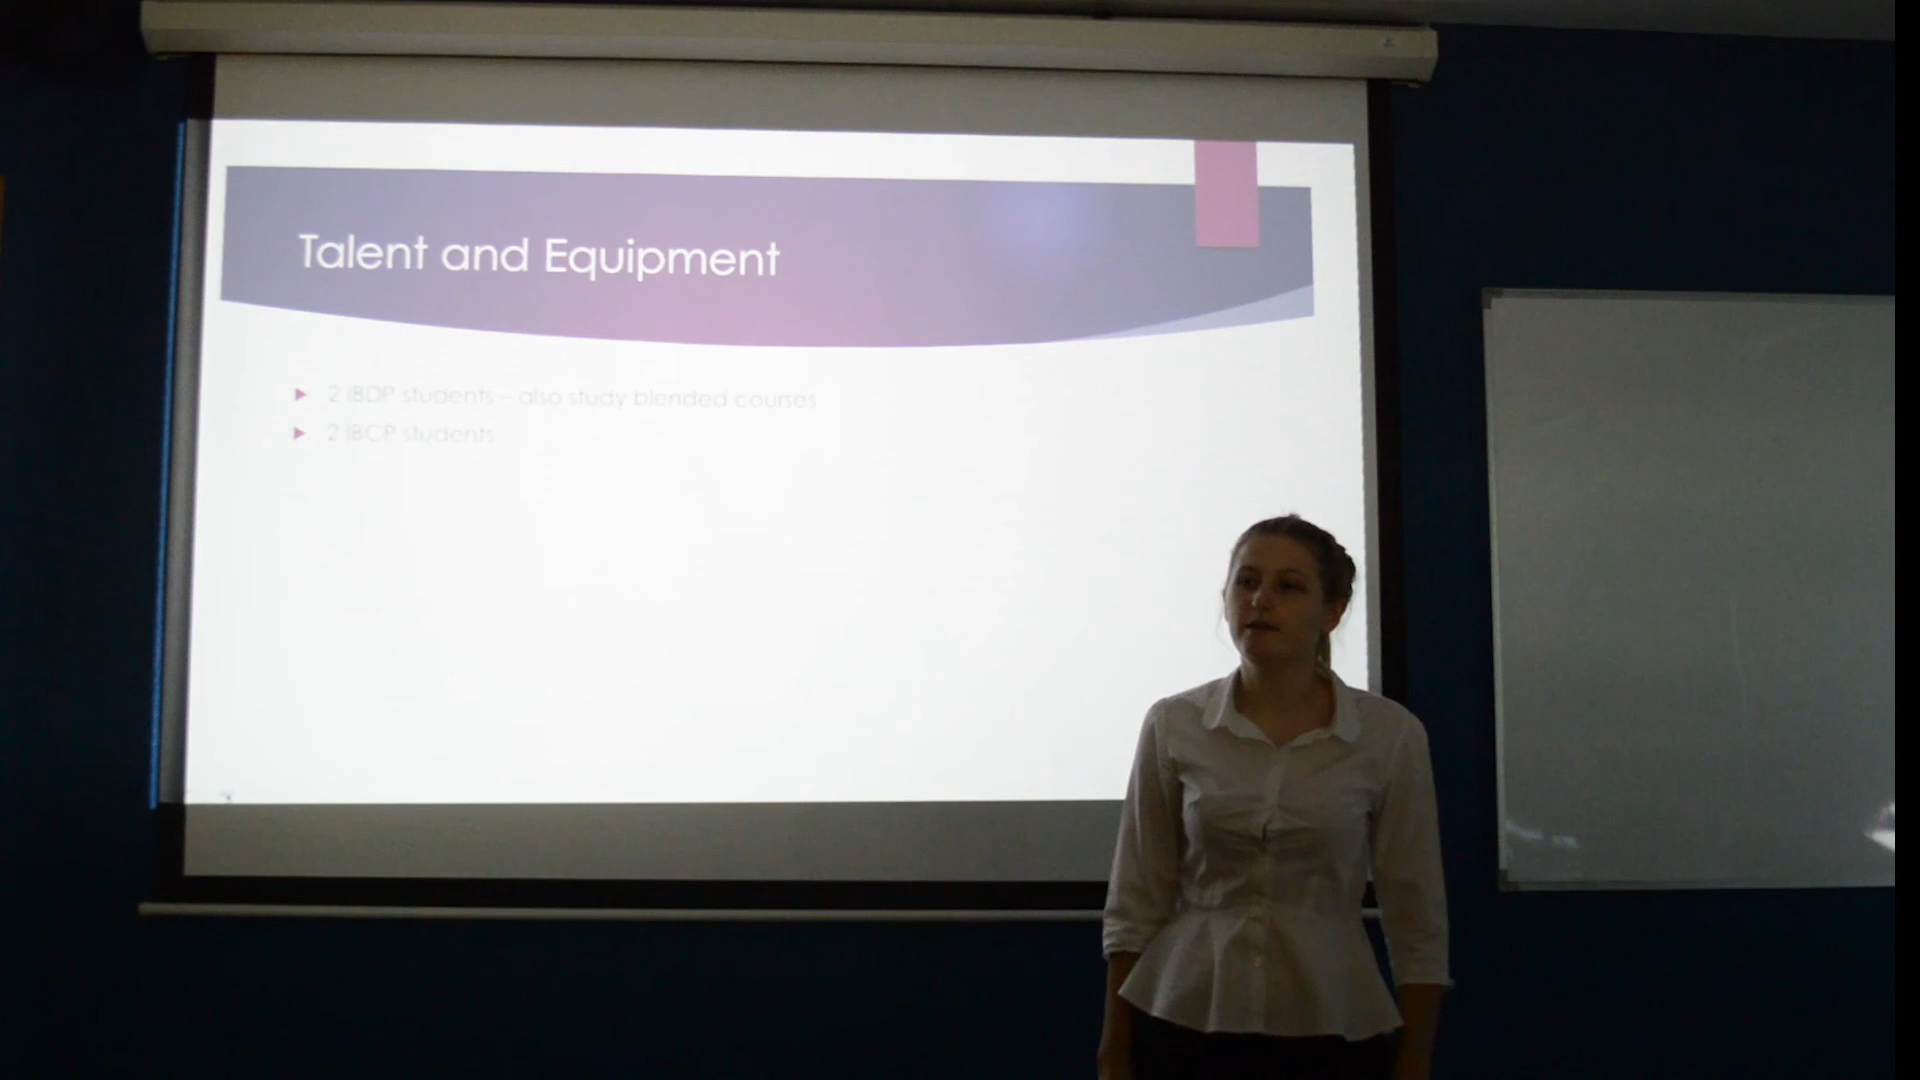 Talent and Equipment
2 IBDP students – also study blended courses
2 IBCP students